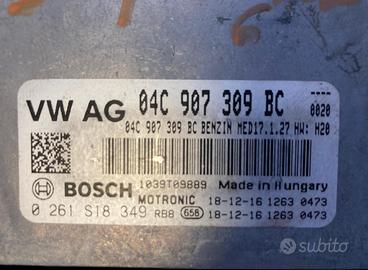 VW AG 04C 907 309 BC ----
0020
04C 907 309 BC BENZIN MED17.1.27 HW: H20
BOSCH 1039T09889 Made in Hungary
MOTRONIC 18-12-16 1263 0473
0 261 S18 349 RB8 658 18-12-16 1263 0473
subito